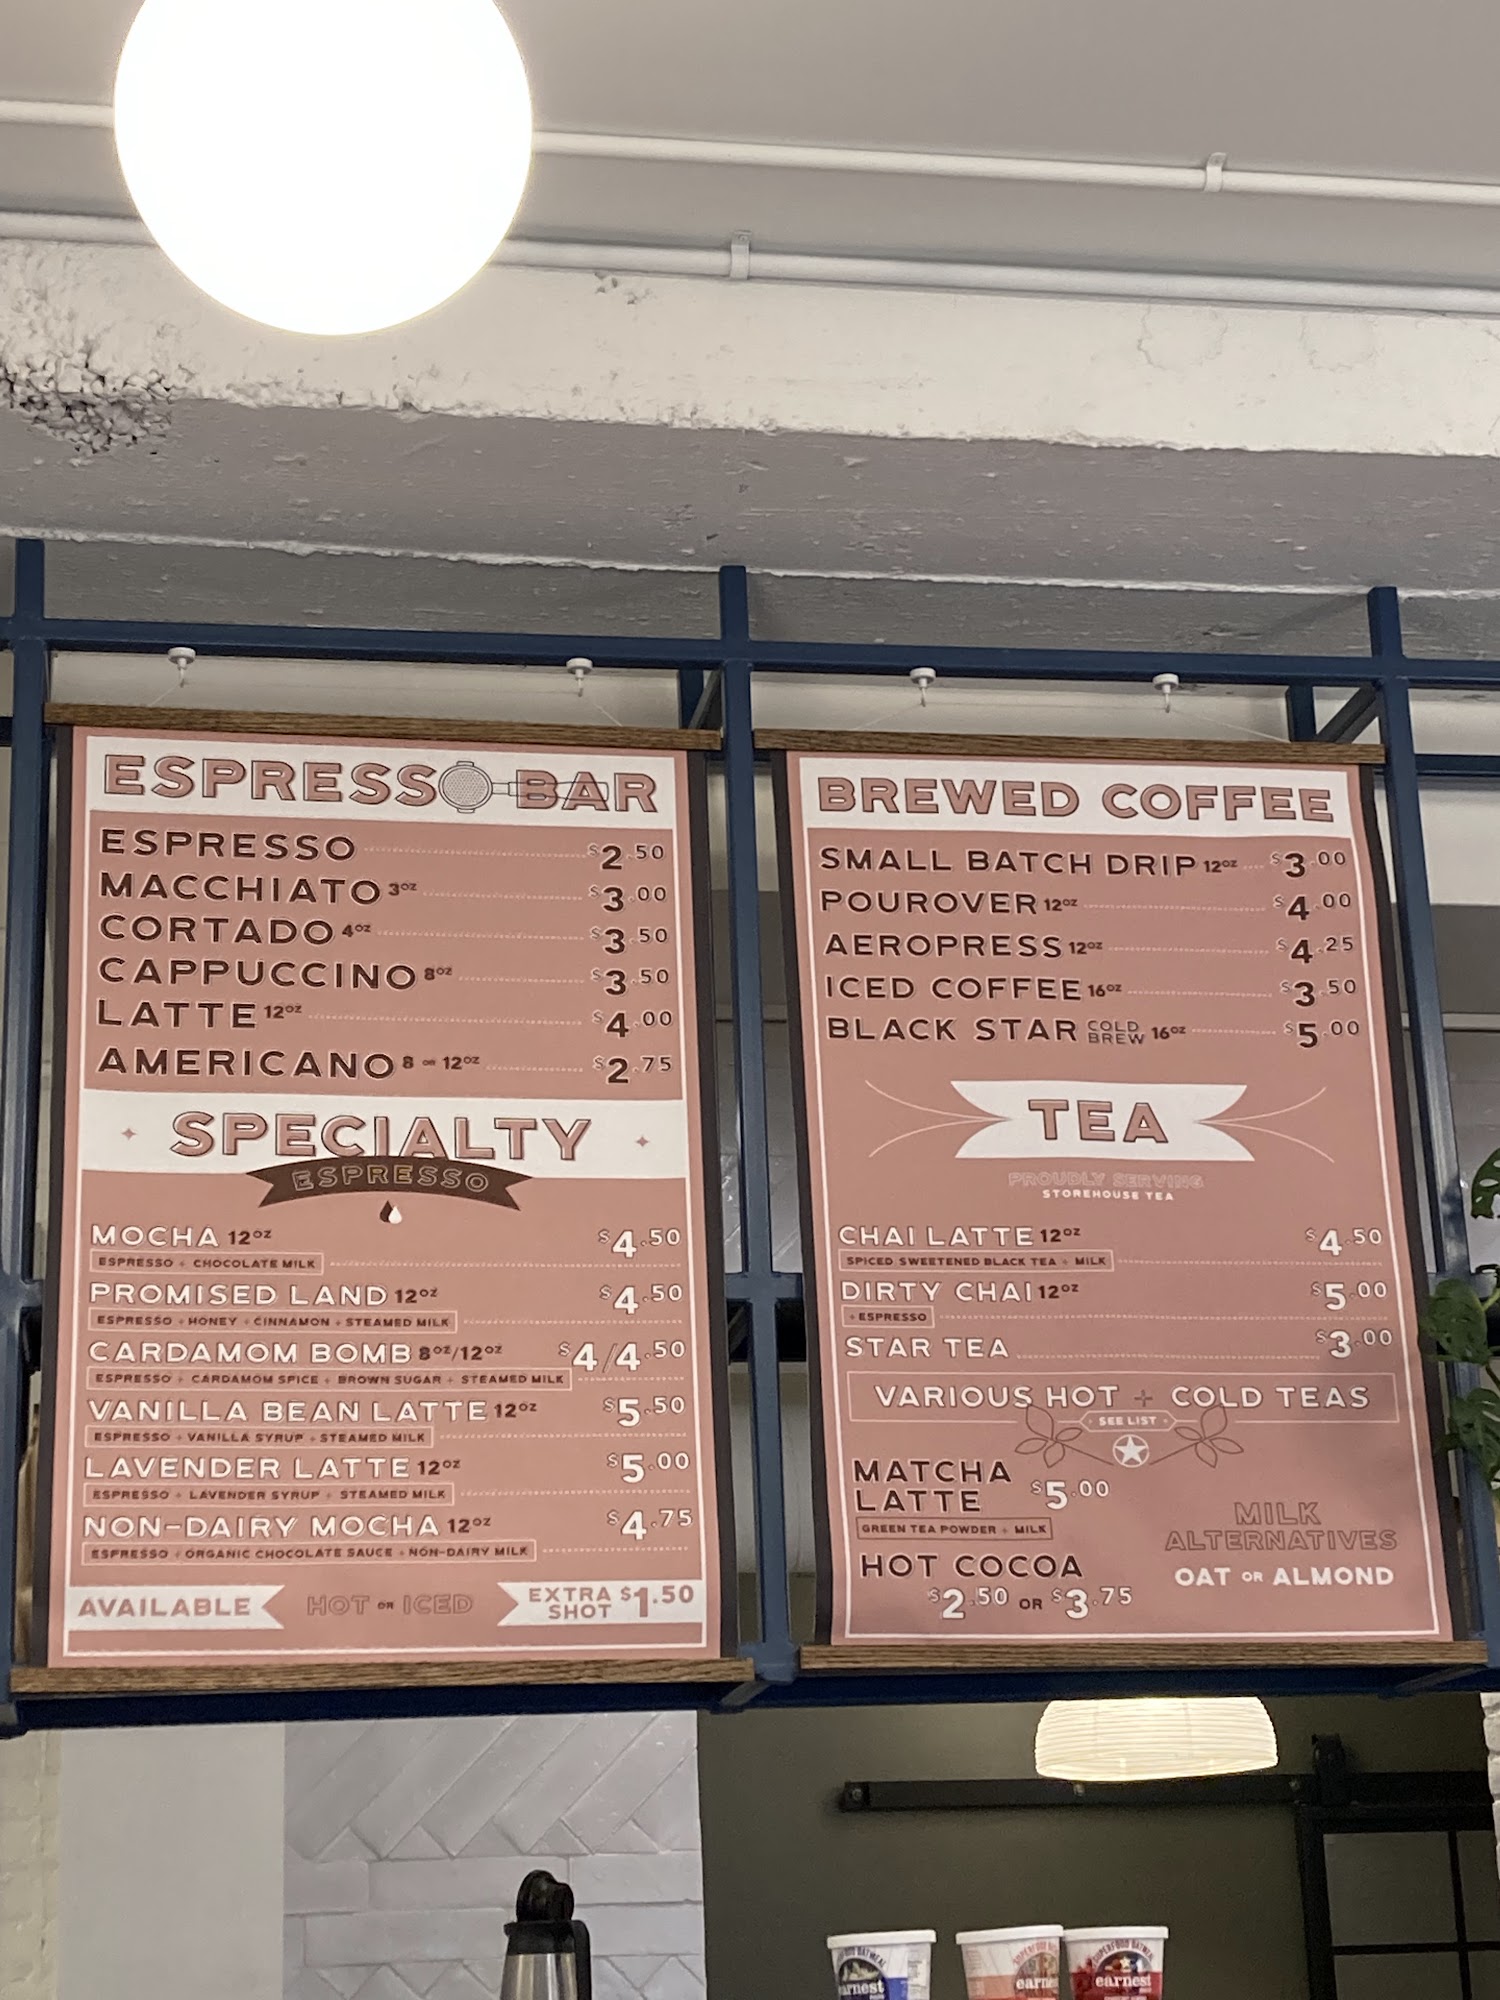 ESPRESSO BAR
ESPRESSO $2.50
MACCHIATO 3oz $3.00
CORTADO 4oz $3.50
CAPPUCCINO 8oz $3.50
LATTE 12oz $4.00
AMERICANO 8 or 12oz $2.75
SPECIALTY
ESPRESSO
MOCHA 12oz $4.50
ESPRESSO + CHOCOLATE MILK
PROMISED LAND 12oz $4.50
ESPRESSO + HONEY + CINNAMON + STEAMED MILK
CARDAMOM BOMB 8oz/12oz $4/4.50
ESPRESSO + CARDAMOM SPICE + BROWN SUGAR + STEAMED MILK
VANILLA BEAN LATTE 12oz $5.50
ESPRESSO + VANILLA SYRUP + STEAMED MILK
LAVENDER LATTE 12oz $5.00
ESPRESSO + LAVENDER SYRUP + STEAMED MILK
NON-DAIRY MOCHA 12oz $4.75
ESPRESSO + ORGANIC CHOCOLATE SAUCE + NON-DAIRY MILK
AVAILABLE HOT OR ICED
EXTRA SHOT $1.50
BREWED COFFEE
SMALL BATCH DRIP 12oz $3.00
POUROVER 12oz $4.00
AEROPRESS 12oz $4.25
ICED COFFEE 16oz $3.50
BLACK STAR COLD BREW 16oz $5.00
TEA
PROUDLY SERVING
STOREHOUSE TEA
CHAI LATTE 12oz $4.50
SPICED SWEETENED BLACK TEA + MILK
DIRTY CHAI 12oz $5.00
+ ESPRESSO
STAR TEA $3.00
VARIOUS HOT + COLD TEAS
SEE LIST
MATCHA
LATTE $5.00
GREEN TEA POWDER + MILK
HOT COCOA
$2.50 OR $3.75
MILK
ALTERNATIVES
OAT OR ALMOND
SUPERFOOD OATMEAL
earnest